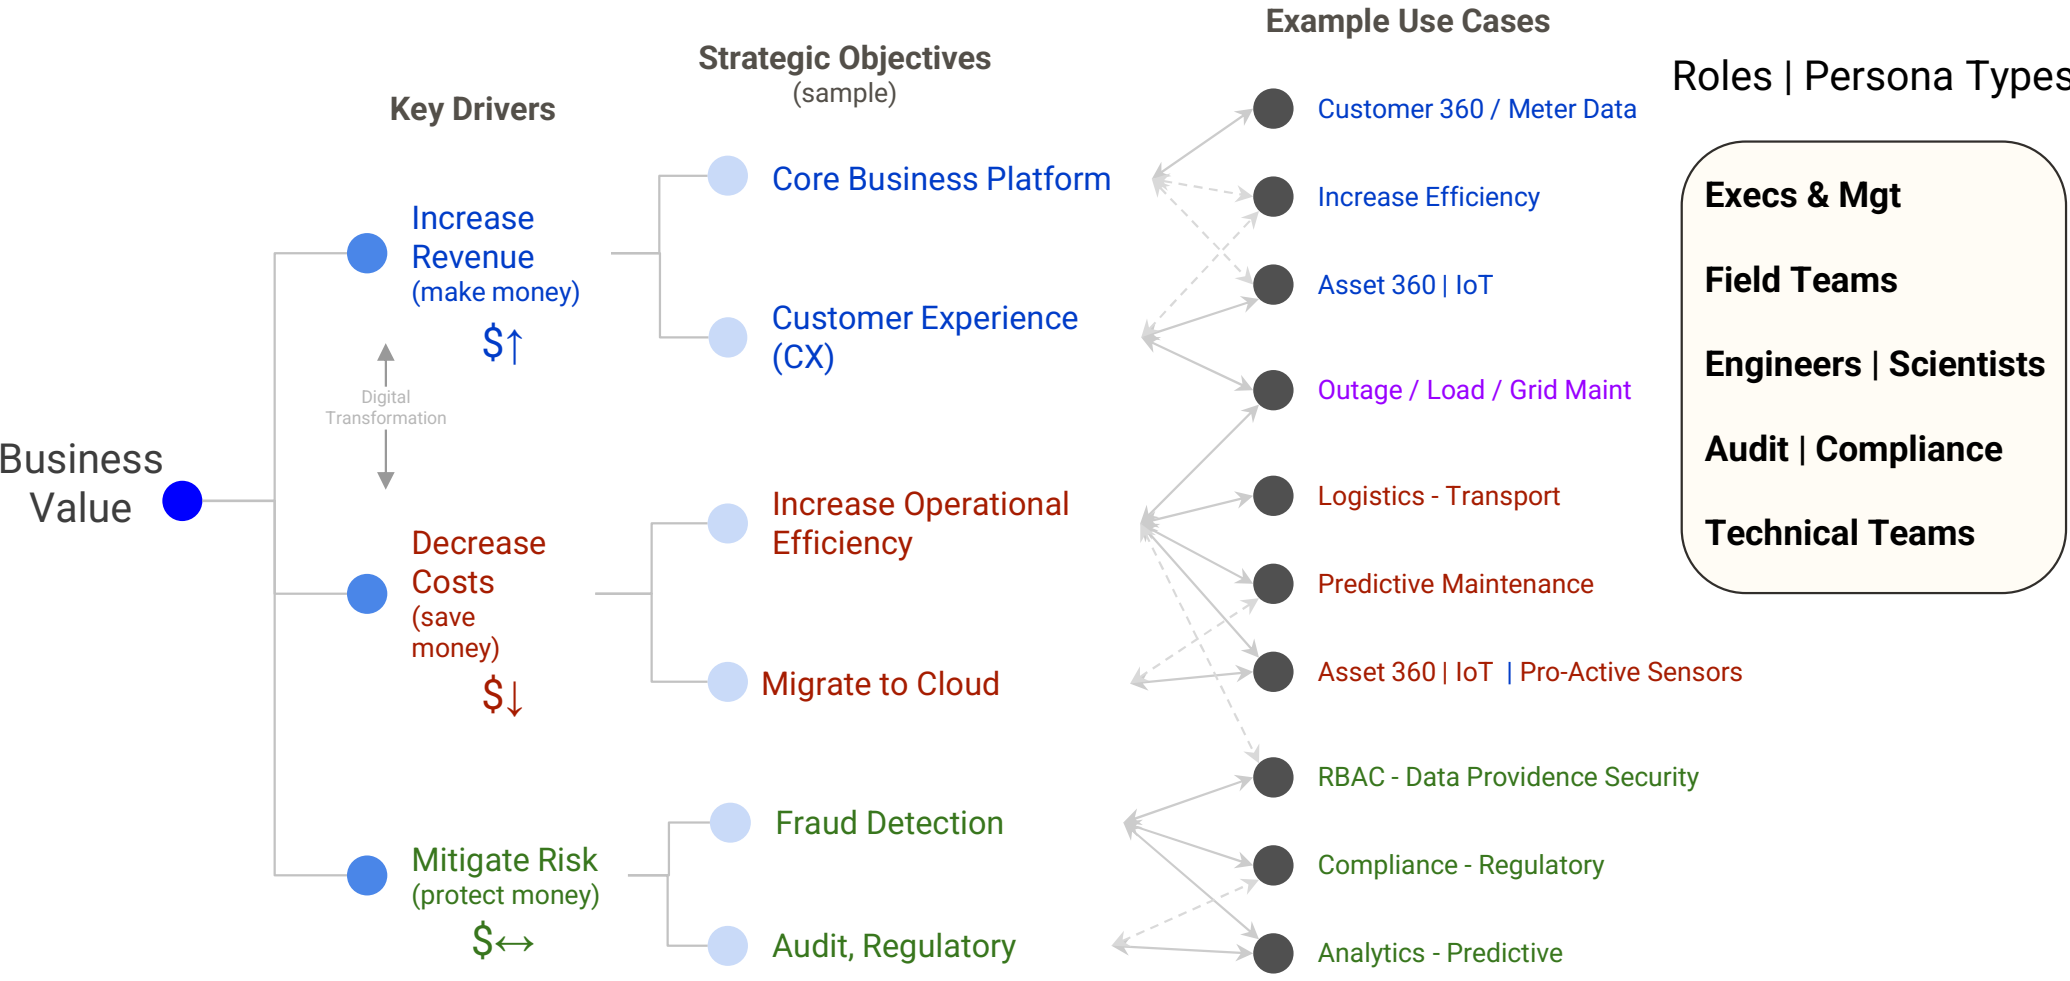 Example Use Cases
Strategic Objectives
(sample)
Key Drivers
Roles | Persona Types
Business
Value
Increase
Revenue
(make money)
$↑
Digital
Transformation
Decrease
Costs
(save
money)
$↓
Mitigate Risk
(protect money)
$↔
Core Business Platform
Customer Experience
(CX)
Increase Operational
Efficiency
Migrate to Cloud
Fraud Detection
Audit, Regulatory
Customer 360 / Meter Data
Increase Efficiency
Asset 360 | IoT
Outage / Load / Grid Maint
Logistics - Transport
Predictive Maintenance
Asset 360 | IoT | Pro-Active Sensors
RBAC - Data Providence Security
Compliance - Regulatory
Analytics - Predictive
Execs & Mgt
Field Teams
Engineers | Scientists
Audit | Compliance
Technical Teams